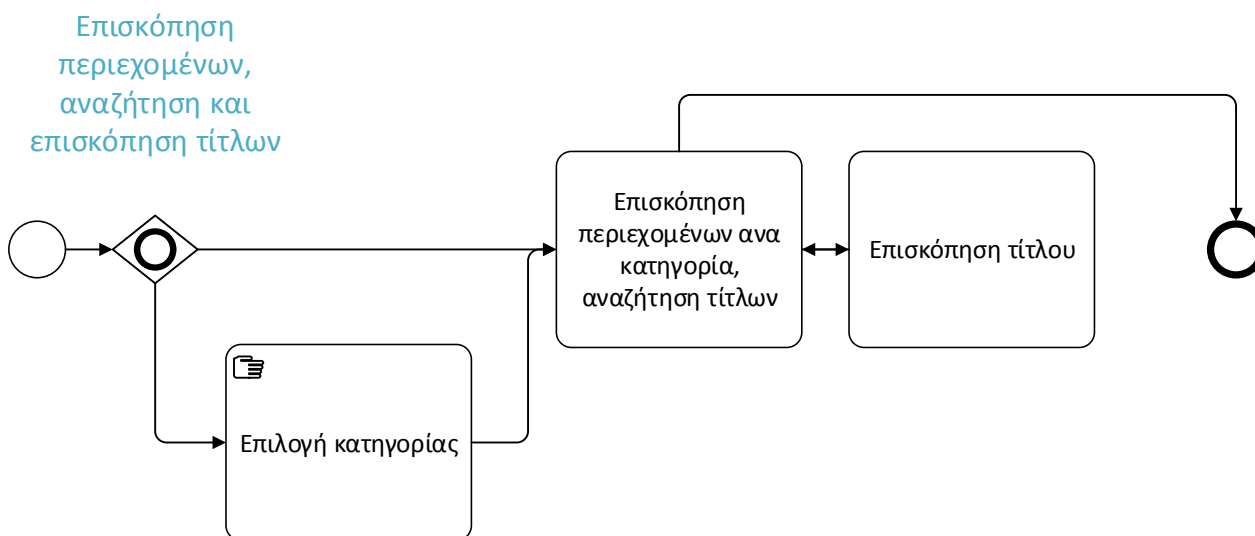 Επισκόπηση
περιεχομένων,
αναζήτηση και
επισκόπηση τίτλων
Επισκόπηση
περιεχομένων ανα
κατηγορία,
αναζήτηση τίτλων
Επισκόπηση τίτλου
Επιλογή κατηγορίας